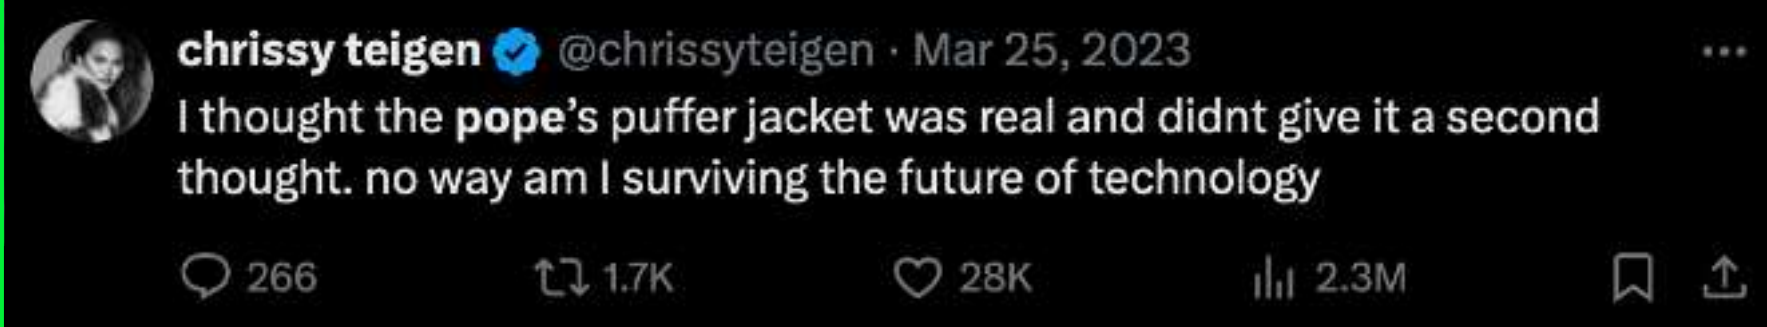 chrissy teigen @chrissyteigen · Mar 25, 2023
I thought the pope's puffer jacket was real and didnt give it a second
thought. no way am I surviving the future of technology
266 1.7K 28K 2.3M